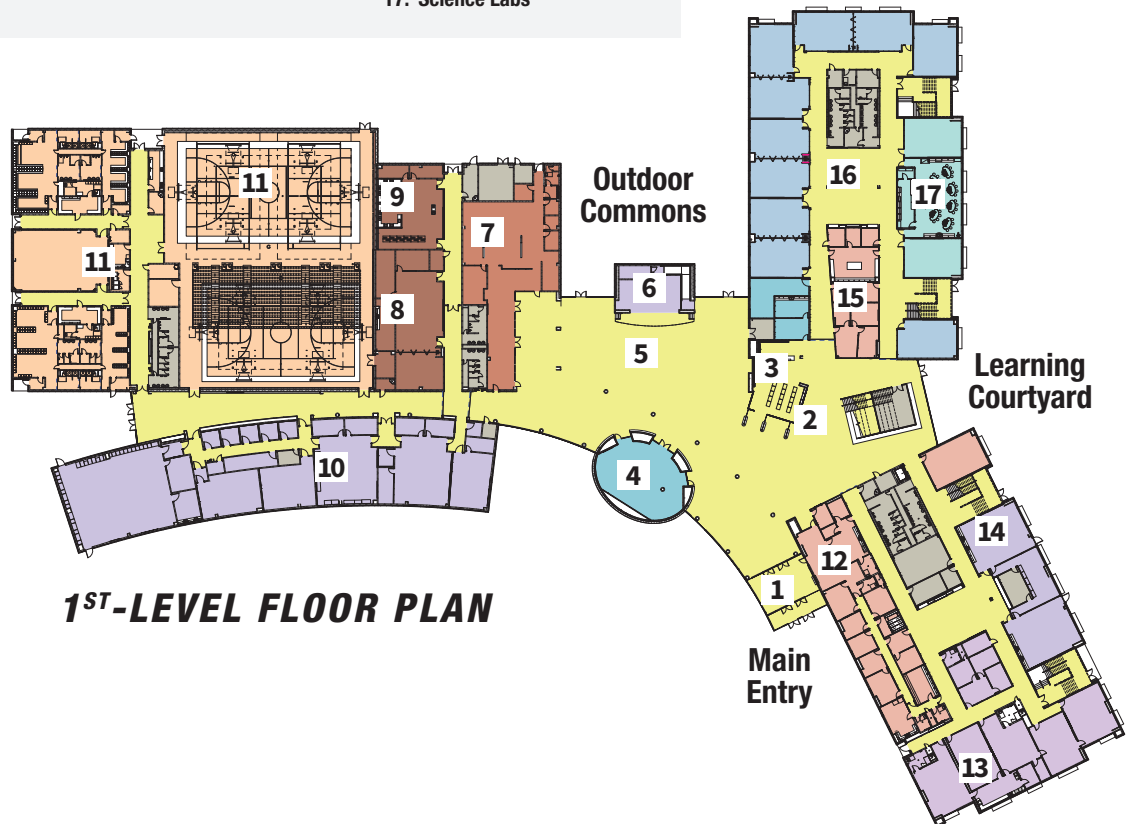 17. Science Labs
11
9
7
Outdoor
Commons
16
17
11
8
6
15
5
3
Learning
Courtyard
2
10
4
14
12
1
1ST-LEVEL FLOOR PLAN
Main
Entry
13